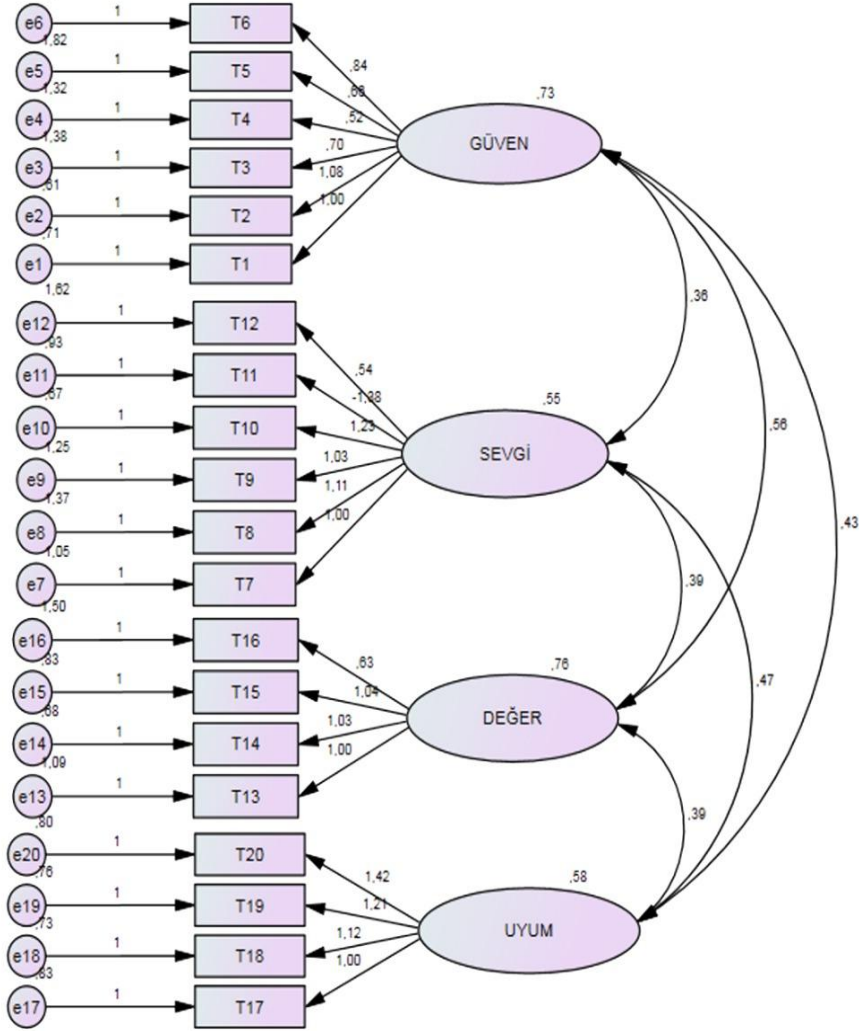 e6 1 T6
1,82 ,84
e5 1 T5 ,73
1,32 ,68
e4 1 T4 ,52
1,38 GÜVEN
e3 1 T3 ,70
,61 1,08
e2 1 T2 1,00
,71
e1 1 T1
1,62 ,36
e12 1 T12
,93 ,54
e11 1 T11
,67 -1,38 ,55
e10 1 T10 1,23 ,56
1,25 SEVGİ
e9 1 T9 1,03
1,37 1,11
e8 1 T8 1,00 ,43
1,05
e7 1 T7 ,39
1,50
e16 1 T16
,83 ,63 ,76
e15 1 T15 1,04 ,47
,68 DEĞER
e14 1 T14 1,03
1,09 1,00
e13 1 T13
,80 ,39
e20 1 T20
,76 1,42 ,58
e19 1 T19 1,21
,73 UYUM
e18 1 T18 1,12
,83 1,00
e17 1 T17